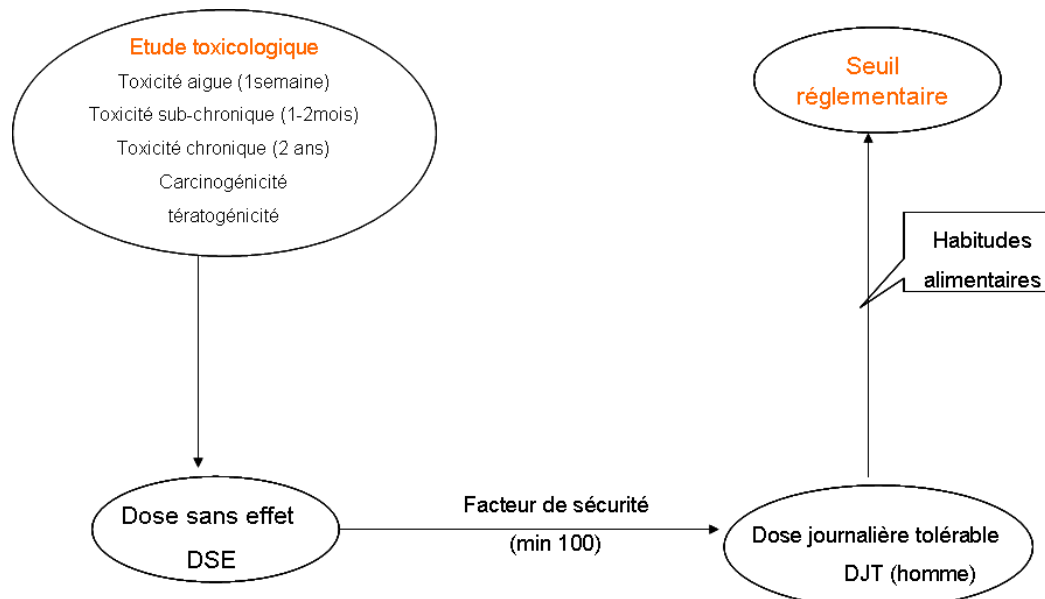 Etude toxicologique
Toxicité aigue (1semaine)
Toxicité sub-chronique (1-2mois)
Toxicité chronique (2 ans)
Carcinogénicité
tératogénicité
Seuil
réglementaire
Habitudes
alimentaires
Dose sans effet
DSE
Facteur de sécurité
(min 100)
Dose journalière tolérable
DJT (homme)